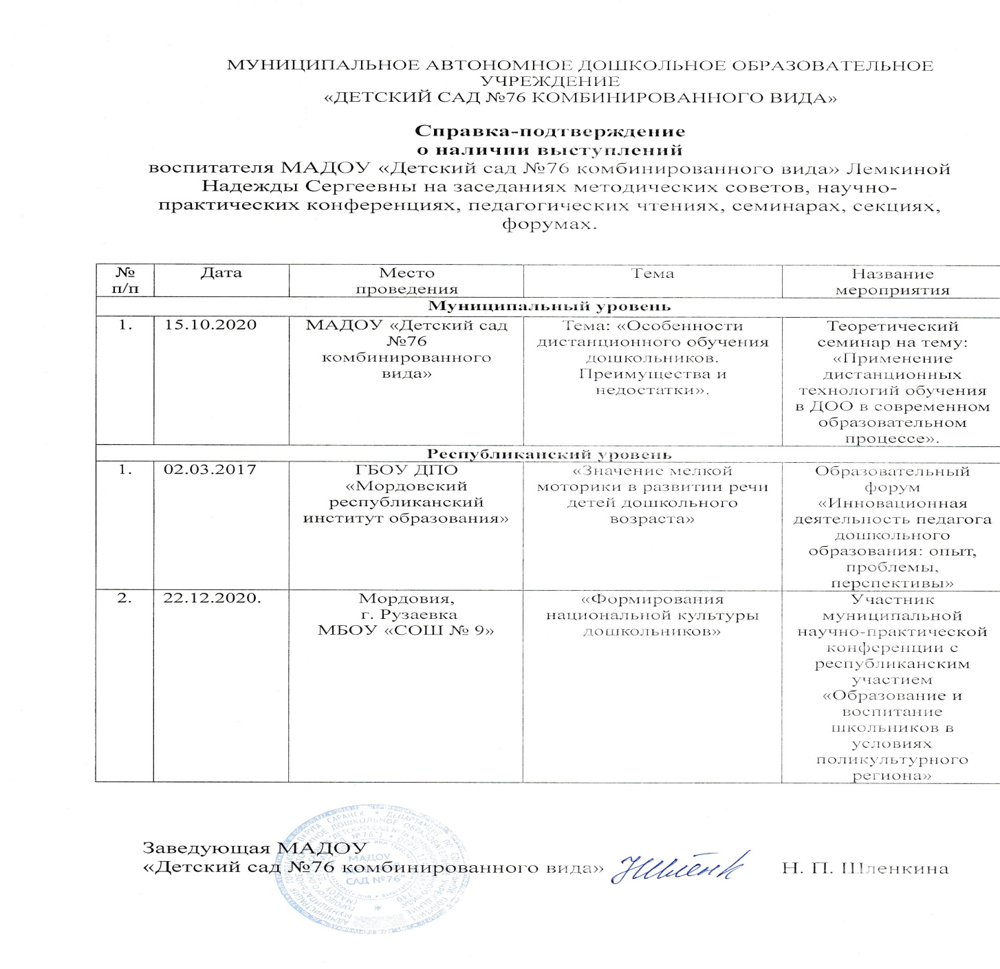 МУНИЦИПАЛЬНОЕ АВТОНОМНОЕ ДОШКОЛЬНОЕ ОБРАЗОВАТЕЛЬНОЕ
УЧРЕЖДЕНИЕ
«ДЕТСКИЙ САД №76 КОМБИНИРОВАННОГО ВИДА»
Справка-подтверждение
о наличии выступлений
воспитателя МАДОУ «Детский сад №76 комбинированного вида» Лемкиной
Надежды Сергеевны на заседаниях методических советов, научно-
практических конференциях, педагогических чтениях, семинарах, секциях,
форумах.
№
п/п
Дата
Место
проведения
Тема
Название
мероприятия
Муниципальный уровень
1.
15.10.2020
МАДОУ «Детский сад
№76
комбинированного
вида»
Тема: «Особенности
дистанционного обучения
дошкольников.
Преимущества и
недостатки».
Теоретический
семинар на тему:
«Применение
дистанционных
технологий обучения
в ДОО в современном
образовательном
процессе».
Республиканский уровень
1.
02.03.2017
ГБОУ ДПО
«Мордовский
республиканский
институт образования»
«Значение мелкой
моторики в развитии речи
детей дошкольного
возраста»
Образовательный
форум
«Инновационная
деятельность педагога
дошкольного
образования: опыт,
проблемы,
перспективы»
2.
22.12.2020.
Мордовия,
г. Рузаевка
МБОУ «СОШ № 9»
«Формирования
национальной культуры
дошкольников»
Участник
муниципальной
научно-практической
конференции с
республиканским
участием
«Образование и
воспитание
школьников в
условиях
поликультурного
региона»
Заведующая МАДОУ
«Детский сад №76 комбинированного вида»
Н. П. Шленкина
МАДОУ
САД №76"